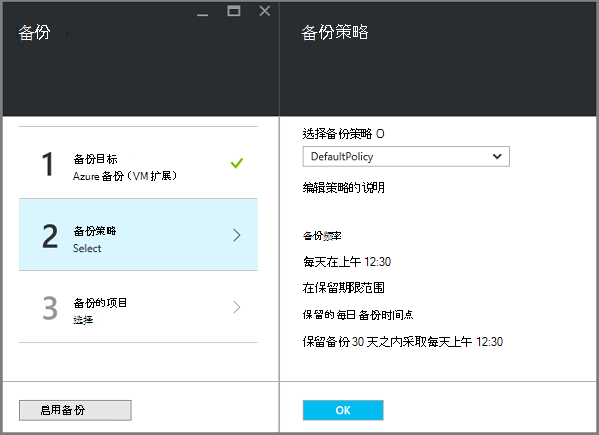 备份
1
备份目标
Azure 备份（VM 扩展）
2
备份策略
Select
3
备份的项目
选择
启用备份
备份策略
选择备份策略 O
DefaultPolicy
编辑策略的说明
备份频率
每天在上午 12:30
在保留期限范围
保留的每日备份时间点
保留备份 30 天之内采取每天上午 12:30
OK